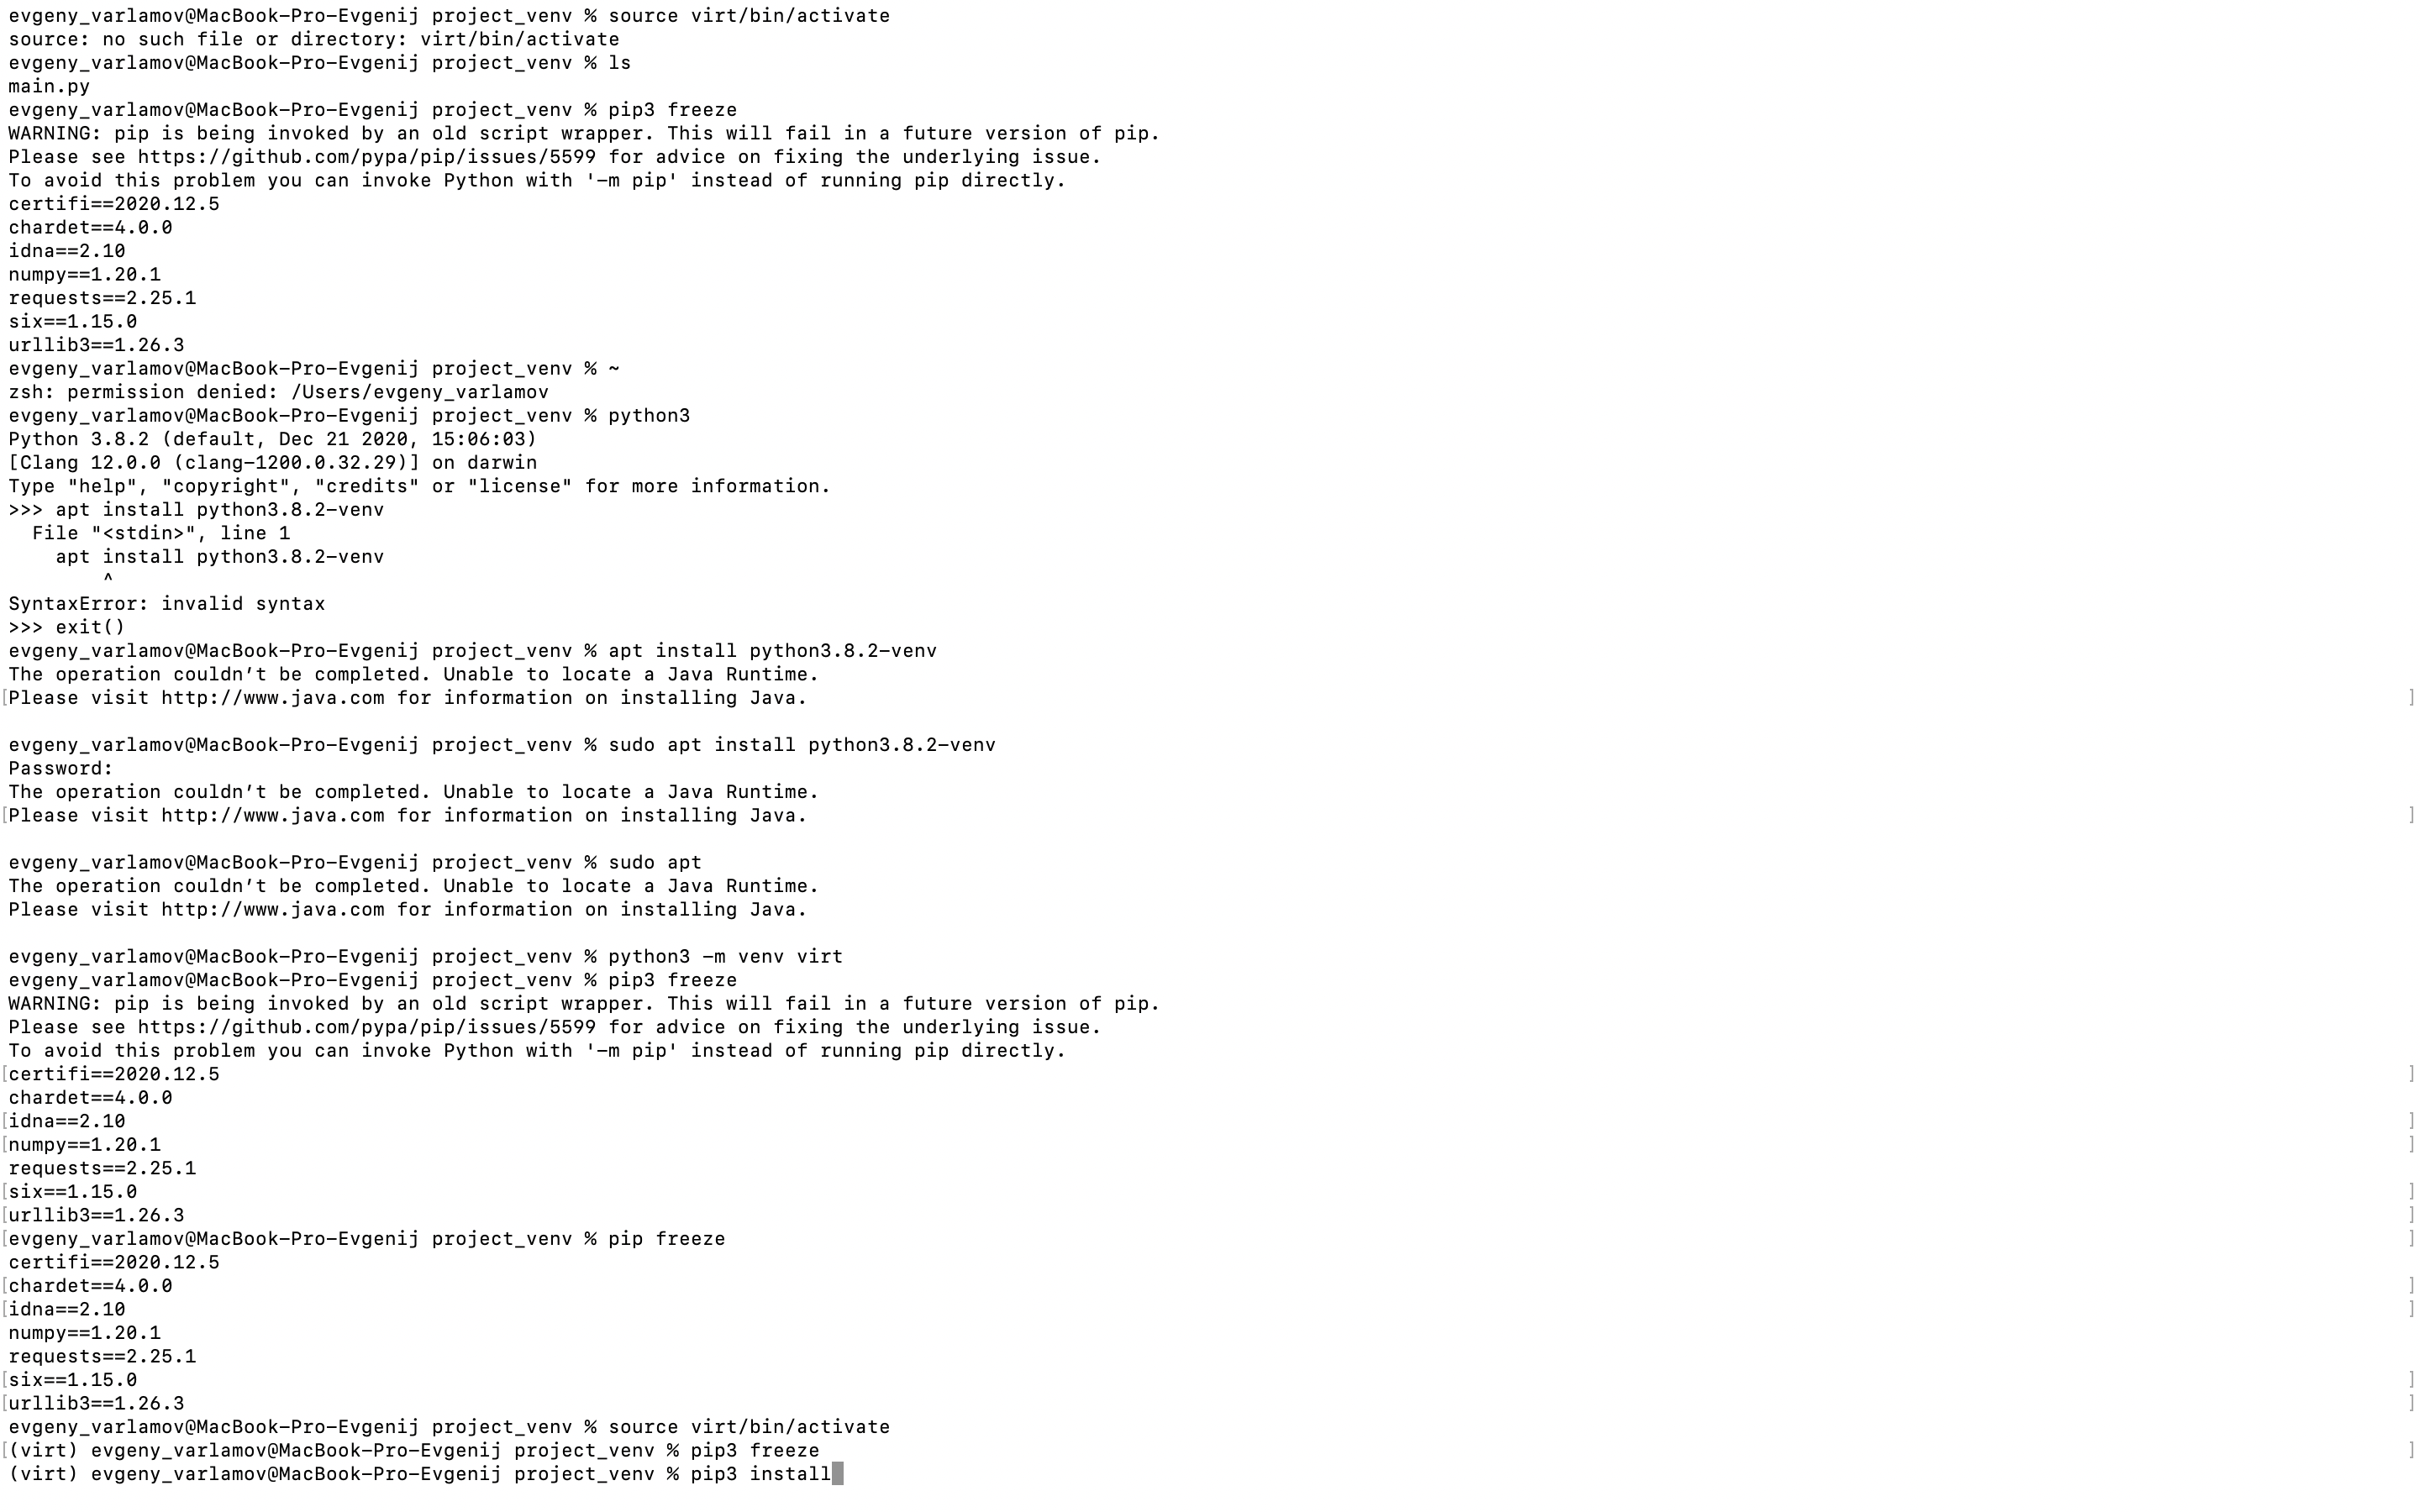 evgeny_varlamov@MacBook-Pro-Evgenij project_venv % source virt/bin/activate
source: no such file or directory: virt/bin/activate
evgeny_varlamov@MacBook-Pro-Evgenij project_venv % ls
main.py
evgeny_varlamov@MacBook-Pro-Evgenij project_venv % pip3 freeze
WARNING: pip is being invoked by an old script wrapper. This will fail in a future version of pip.
Please see https://github.com/pypa/pip/issues/5599 for advice on fixing the underlying issue.
To avoid this problem you can invoke Python with '-m pip' instead of running pip directly.
certifi==2020.12.5
chardet==4.0.0
idna==2.10
numpy==1.20.1
requests==2.25.1
six==1.15.0
urllib3==1.26.3
evgeny_varlamov@MacBook-Pro-Evgenij project_venv % ~
zsh: permission denied: /Users/evgeny_varlamov
evgeny_varlamov@MacBook-Pro-Evgenij project_venv % python3
Python 3.8.2 (default, Dec 21 2020, 15:06:03)
[Clang 12.0.0 (clang-1200.0.32.29)] on darwin
Type "help", "copyright", "credits" or "license" for more information.
>>> apt install python3.8.2-venv
  File "<stdin>", line 1
    apt install python3.8.2-venv
        ^
SyntaxError: invalid syntax
>>> exit()
evgeny_varlamov@MacBook-Pro-Evgenij project_venv % apt install python3.8.2-venv
The operation couldn’t be completed. Unable to locate a Java Runtime.
[Please visit http://www.java.com for information on installing Java. ]
evgeny_varlamov@MacBook-Pro-Evgenij project_venv % sudo apt install python3.8.2-venv
Password:
The operation couldn’t be completed. Unable to locate a Java Runtime.
[Please visit http://www.java.com for information on installing Java. ]
evgeny_varlamov@MacBook-Pro-Evgenij project_venv % sudo apt
The operation couldn’t be completed. Unable to locate a Java Runtime.
Please visit http://www.java.com for information on installing Java.
evgeny_varlamov@MacBook-Pro-Evgenij project_venv % python3 -m venv virt
evgeny_varlamov@MacBook-Pro-Evgenij project_venv % pip3 freeze
WARNING: pip is being invoked by an old script wrapper. This will fail in a future version of pip.
Please see https://github.com/pypa/pip/issues/5599 for advice on fixing the underlying issue.
To avoid this problem you can invoke Python with '-m pip' instead of running pip directly.
[certifi==2020.12.5 ]
chardet==4.0.0
[idna==2.10 ]
[numpy==1.20.1 ]
requests==2.25.1
[six==1.15.0 ]
[urllib3==1.26.3 ]
[evgeny_varlamov@MacBook-Pro-Evgenij project_venv % pip freeze ]
certifi==2020.12.5
[chardet==4.0.0 ]
[idna==2.10 ]
numpy==1.20.1
requests==2.25.1
[six==1.15.0 ]
[urllib3==1.26.3 ]
evgeny_varlamov@MacBook-Pro-Evgenij project_venv % source virt/bin/activate
[(virt) evgeny_varlamov@MacBook-Pro-Evgenij project_venv % pip3 freeze ]
(virt) evgeny_varlamov@MacBook-Pro-Evgenij project_venv % pip3 install